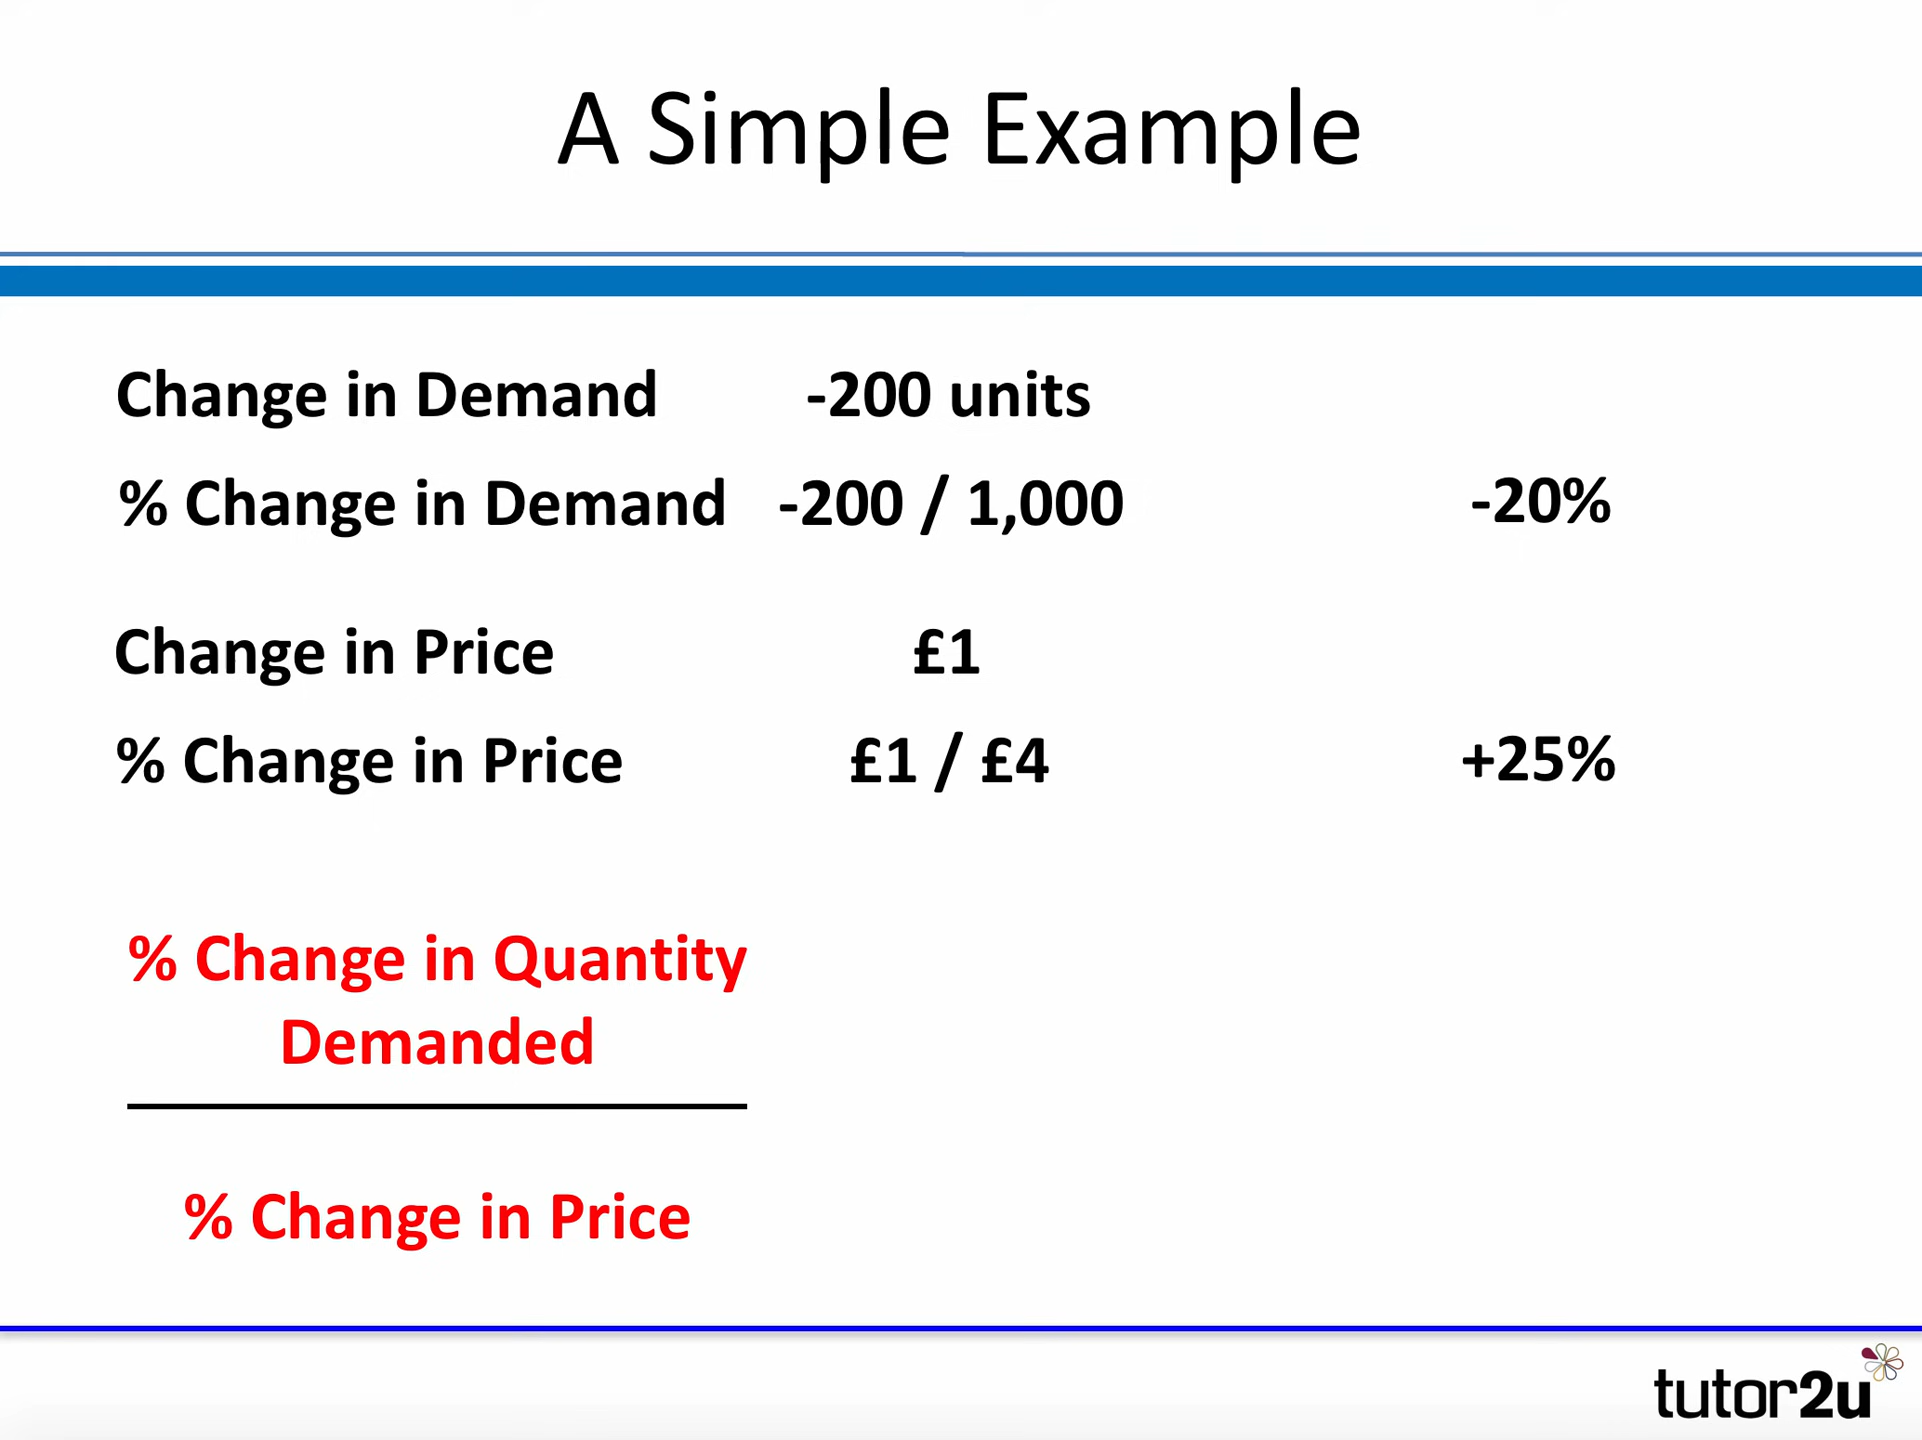 A Simple Example
Change in Demand -200 units
% Change in Demand -200 / 1,000 -20%
Change in Price £1
% Change in Price £1 / £4 +25%
% Change in Quantity
Demanded
% Change in Price
tutor2u